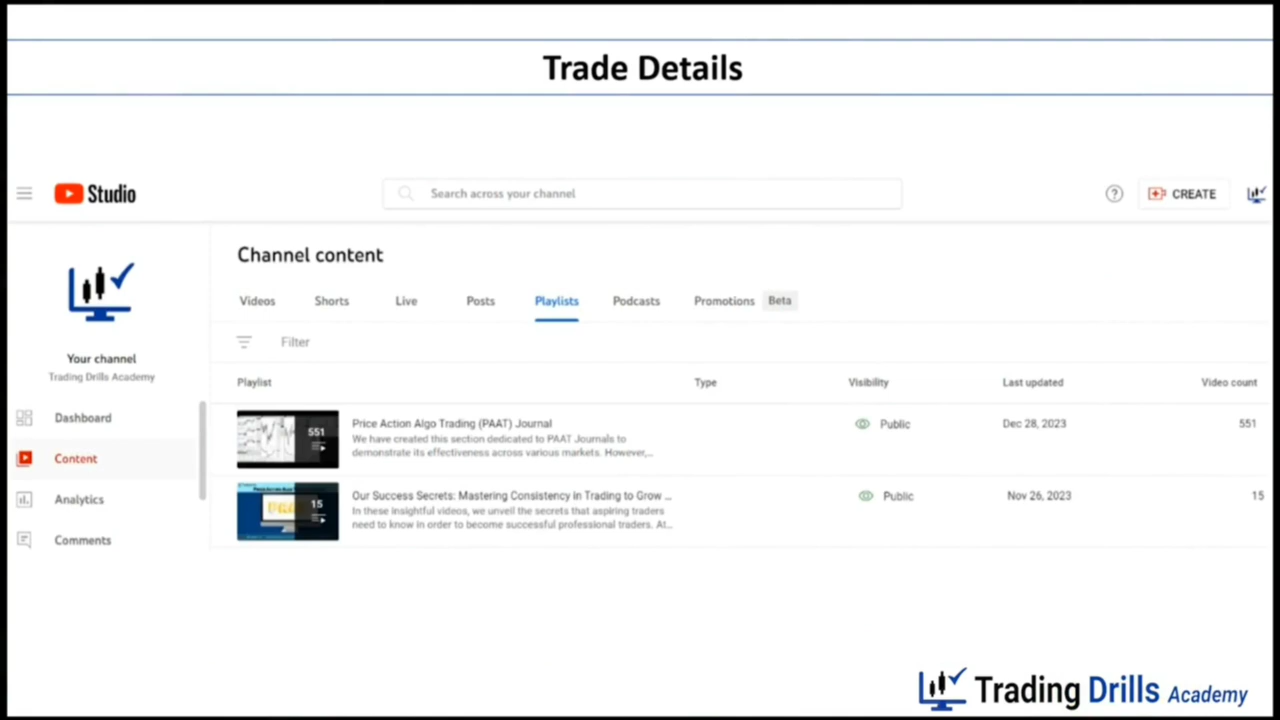 Trade Details
Studio
Search across your channel
CREATE
Channel content
Videos Shorts Live Posts Playlists Podcasts Promotions Beta
Filter
Your channel
Trading Drills Academy
Playlist Type Visibility Last updated Video count
Dashboard
Content
Analytics
Comments
551
Price Action Algo Trading (PAAT) Journal
We have created this section dedicated to PAAT Journals to
demonstrate its effectiveness across various markets. However,...
Public Dec 28, 2023 551
15
Our Success Secrets: Mastering Consistency in Trading to Grow ...
In these insightful videos, we unveil the secrets that aspiring traders
need to know in order to become successful professional traders. At...
Public Nov 26, 2023 15
Trading Drills Academy